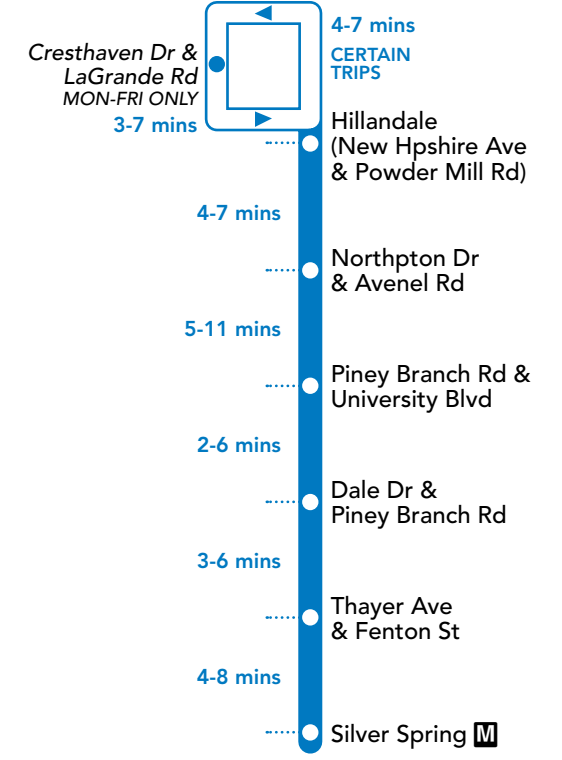 4-7 mins
CERTAIN
TRIPS
Cresthaven Dr &
LaGrande Rd
MON-FRI ONLY
3-7 mins
Hillandale
(New Hpshire Ave
& Powder Mill Rd)
4-7 mins
Northpton Dr
& Avenel Rd
5-11 mins
Piney Branch Rd &
University Blvd
2-6 mins
Dale Dr &
Piney Branch Rd
3-6 mins
Thayer Ave
& Fenton St
4-8 mins
Silver Spring M